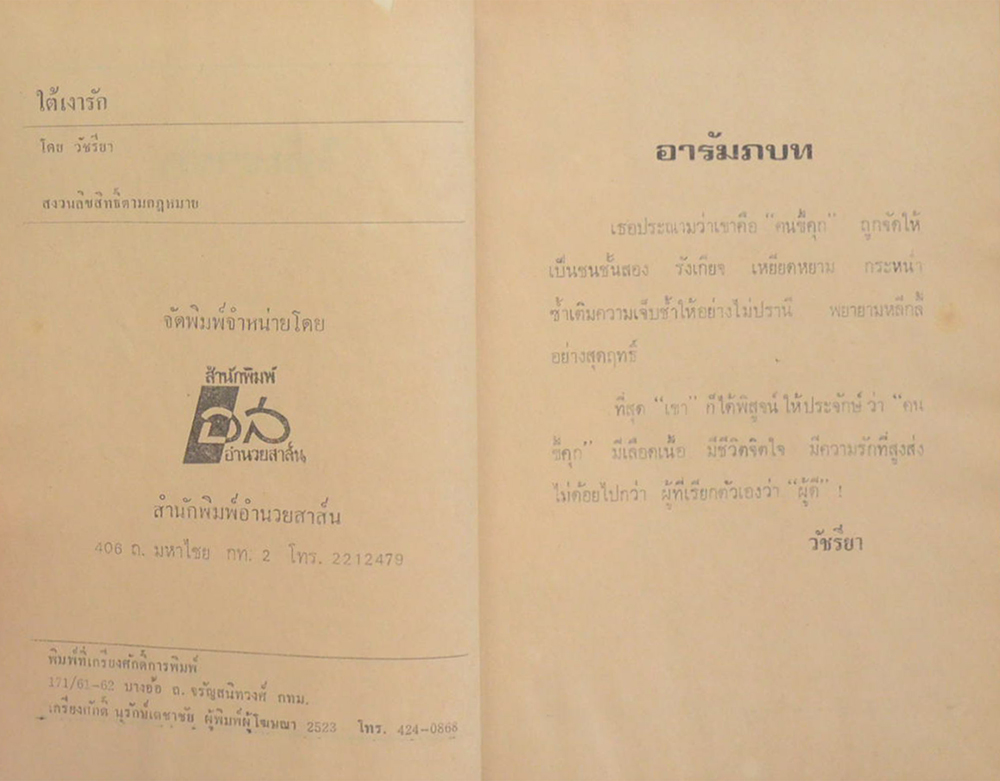 ใต้เงารัก
โดย วัชรียา
สงวนลิขสิทธิ์ตามกฎหมาย
จัดพิมพ์จำหน่ายโดย
สำนักพิมพ์
อส
อำนวยสาส์น
สำนักพิมพ์อำนวยสาส์น
406 ถ. มหาไชย กท. 2 โทร. 2212479
พิมพ์ที่เกรียงศักดิ์การพิมพ์
171/61-62 บางอ้อ ถ. จรัญสนิทวงศ์ กทม.
เกรียงศักดิ์ นุรักษ์เตชาชัย ผู้พิมพ์ผู้โฆษณา 2523 โทร. 424-0868
อารัมภบท
เธอประณามว่าเขาคือ "คนขี้คุก" ถูกจัดให้
เป็นชนชั้นสอง รังเกียจ เหยียดหยาม กระหน่ำ
ซ้ำเติมความเจ็บช้ำให้อย่างไม่ปรานี พยายามหลีกลี้
อย่างสุดฤทธิ์
ที่สุด "เขา" ก็ได้พิสูจน์ ให้ประจักษ์ ว่า "คน
ขี้คุก" มีเลือดเนื้อ มีชีวิตจิตใจ มีความรักที่สูงส่ง
ไม่ด้อยไปกว่า ผู้ที่เรียกตัวเองว่า "ผู้ดี" !
วัชรียา